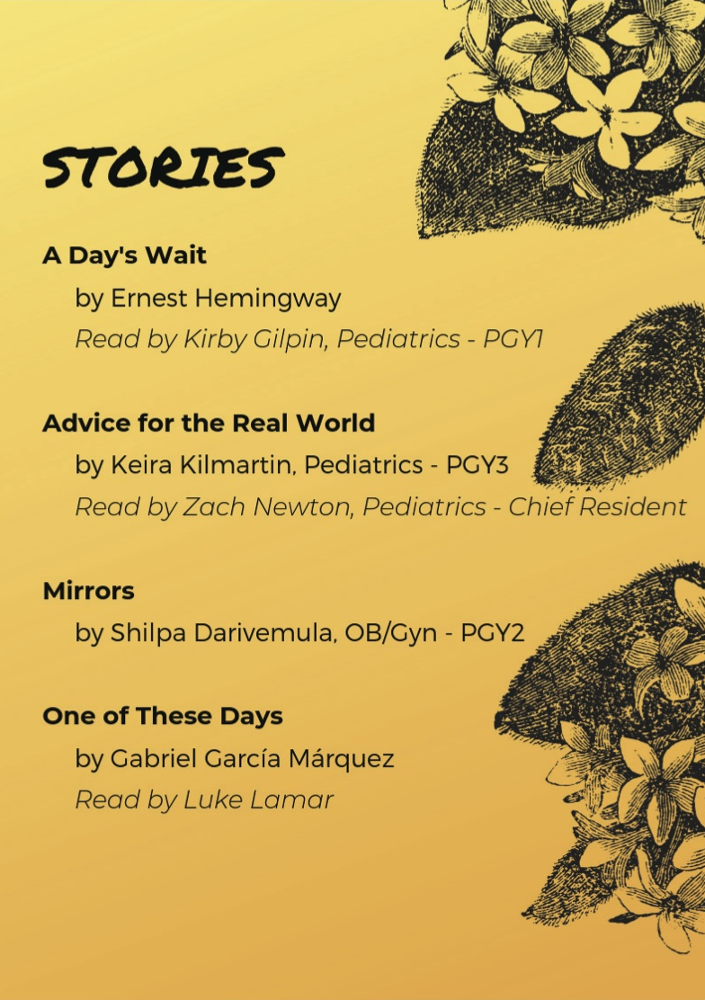 STORIES
A Day's Wait
by Ernest Hemingway
Read by Kirby Gilpin, Pediatrics - PGY1
Advice for the Real World
by Keira Kilmartin, Pediatrics - PGY3
Read by Zach Newton, Pediatrics - Chief Resident
Mirrors
by Shilpa Darivemula, OB/Gyn - PGY2
One of These Days
by Gabriel García Márquez
Read by Luke Lamar